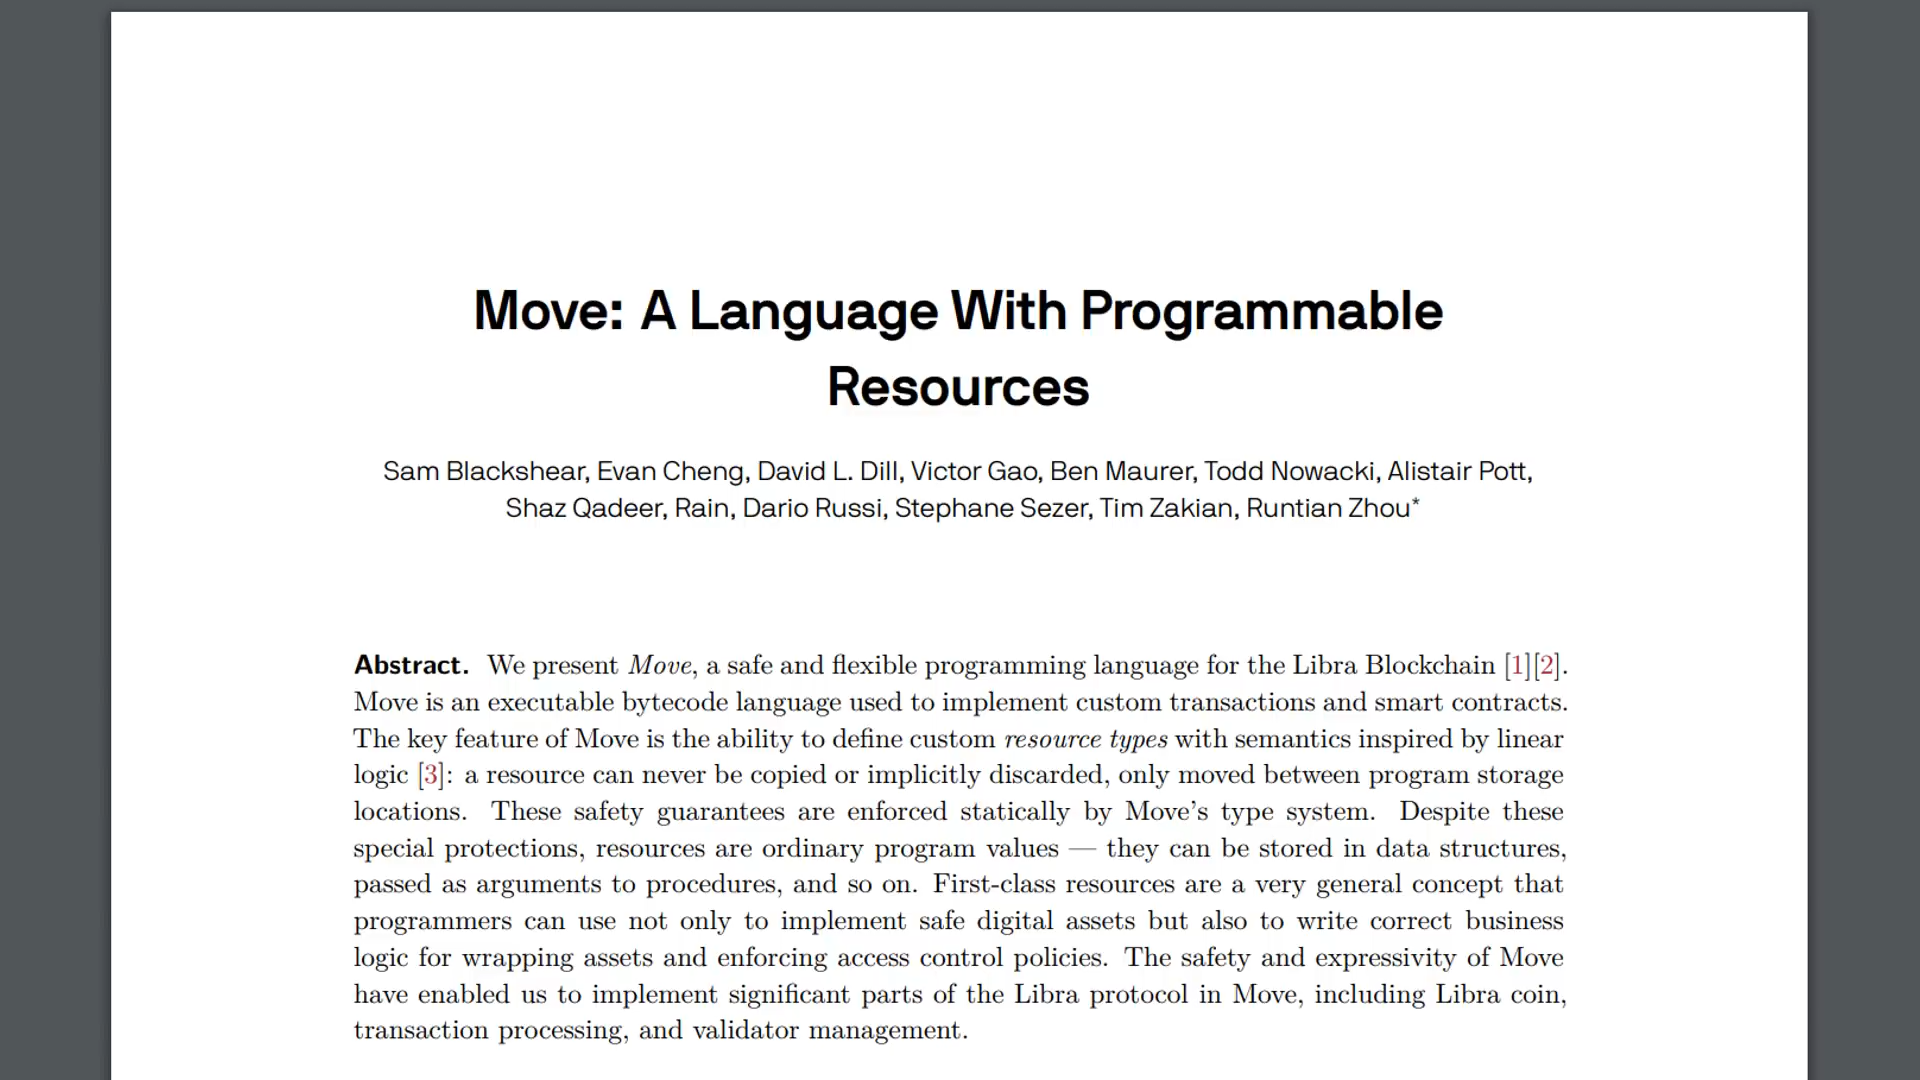 Move: A Language With Programmable
Resources
Sam Blackshear, Evan Cheng, David L. Dill, Victor Gao, Ben Maurer, Todd Nowacki, Alistair Pott,
Shaz Qadeer, Rain, Dario Russi, Stephane Sezer, Tim Zakian, Runtian Zhou*
Abstract. We present Move, a safe and flexible programming language for the Libra Blockchain [1][2].
Move is an executable bytecode language used to implement custom transactions and smart contracts.
The key feature of Move is the ability to define custom resource types with semantics inspired by linear
logic [3]: a resource can never be copied or implicitly discarded, only moved between program storage
locations. These safety guarantees are enforced statically by Move’s type system. Despite these
special protections, resources are ordinary program values — they can be stored in data structures,
passed as arguments to procedures, and so on. First-class resources are a very general concept that
programmers can use not only to implement safe digital assets but also to write correct business
logic for wrapping assets and enforcing access control policies. The safety and expressivity of Move
have enabled us to implement significant parts of the Libra protocol in Move, including Libra coin,
transaction processing, and validator management.